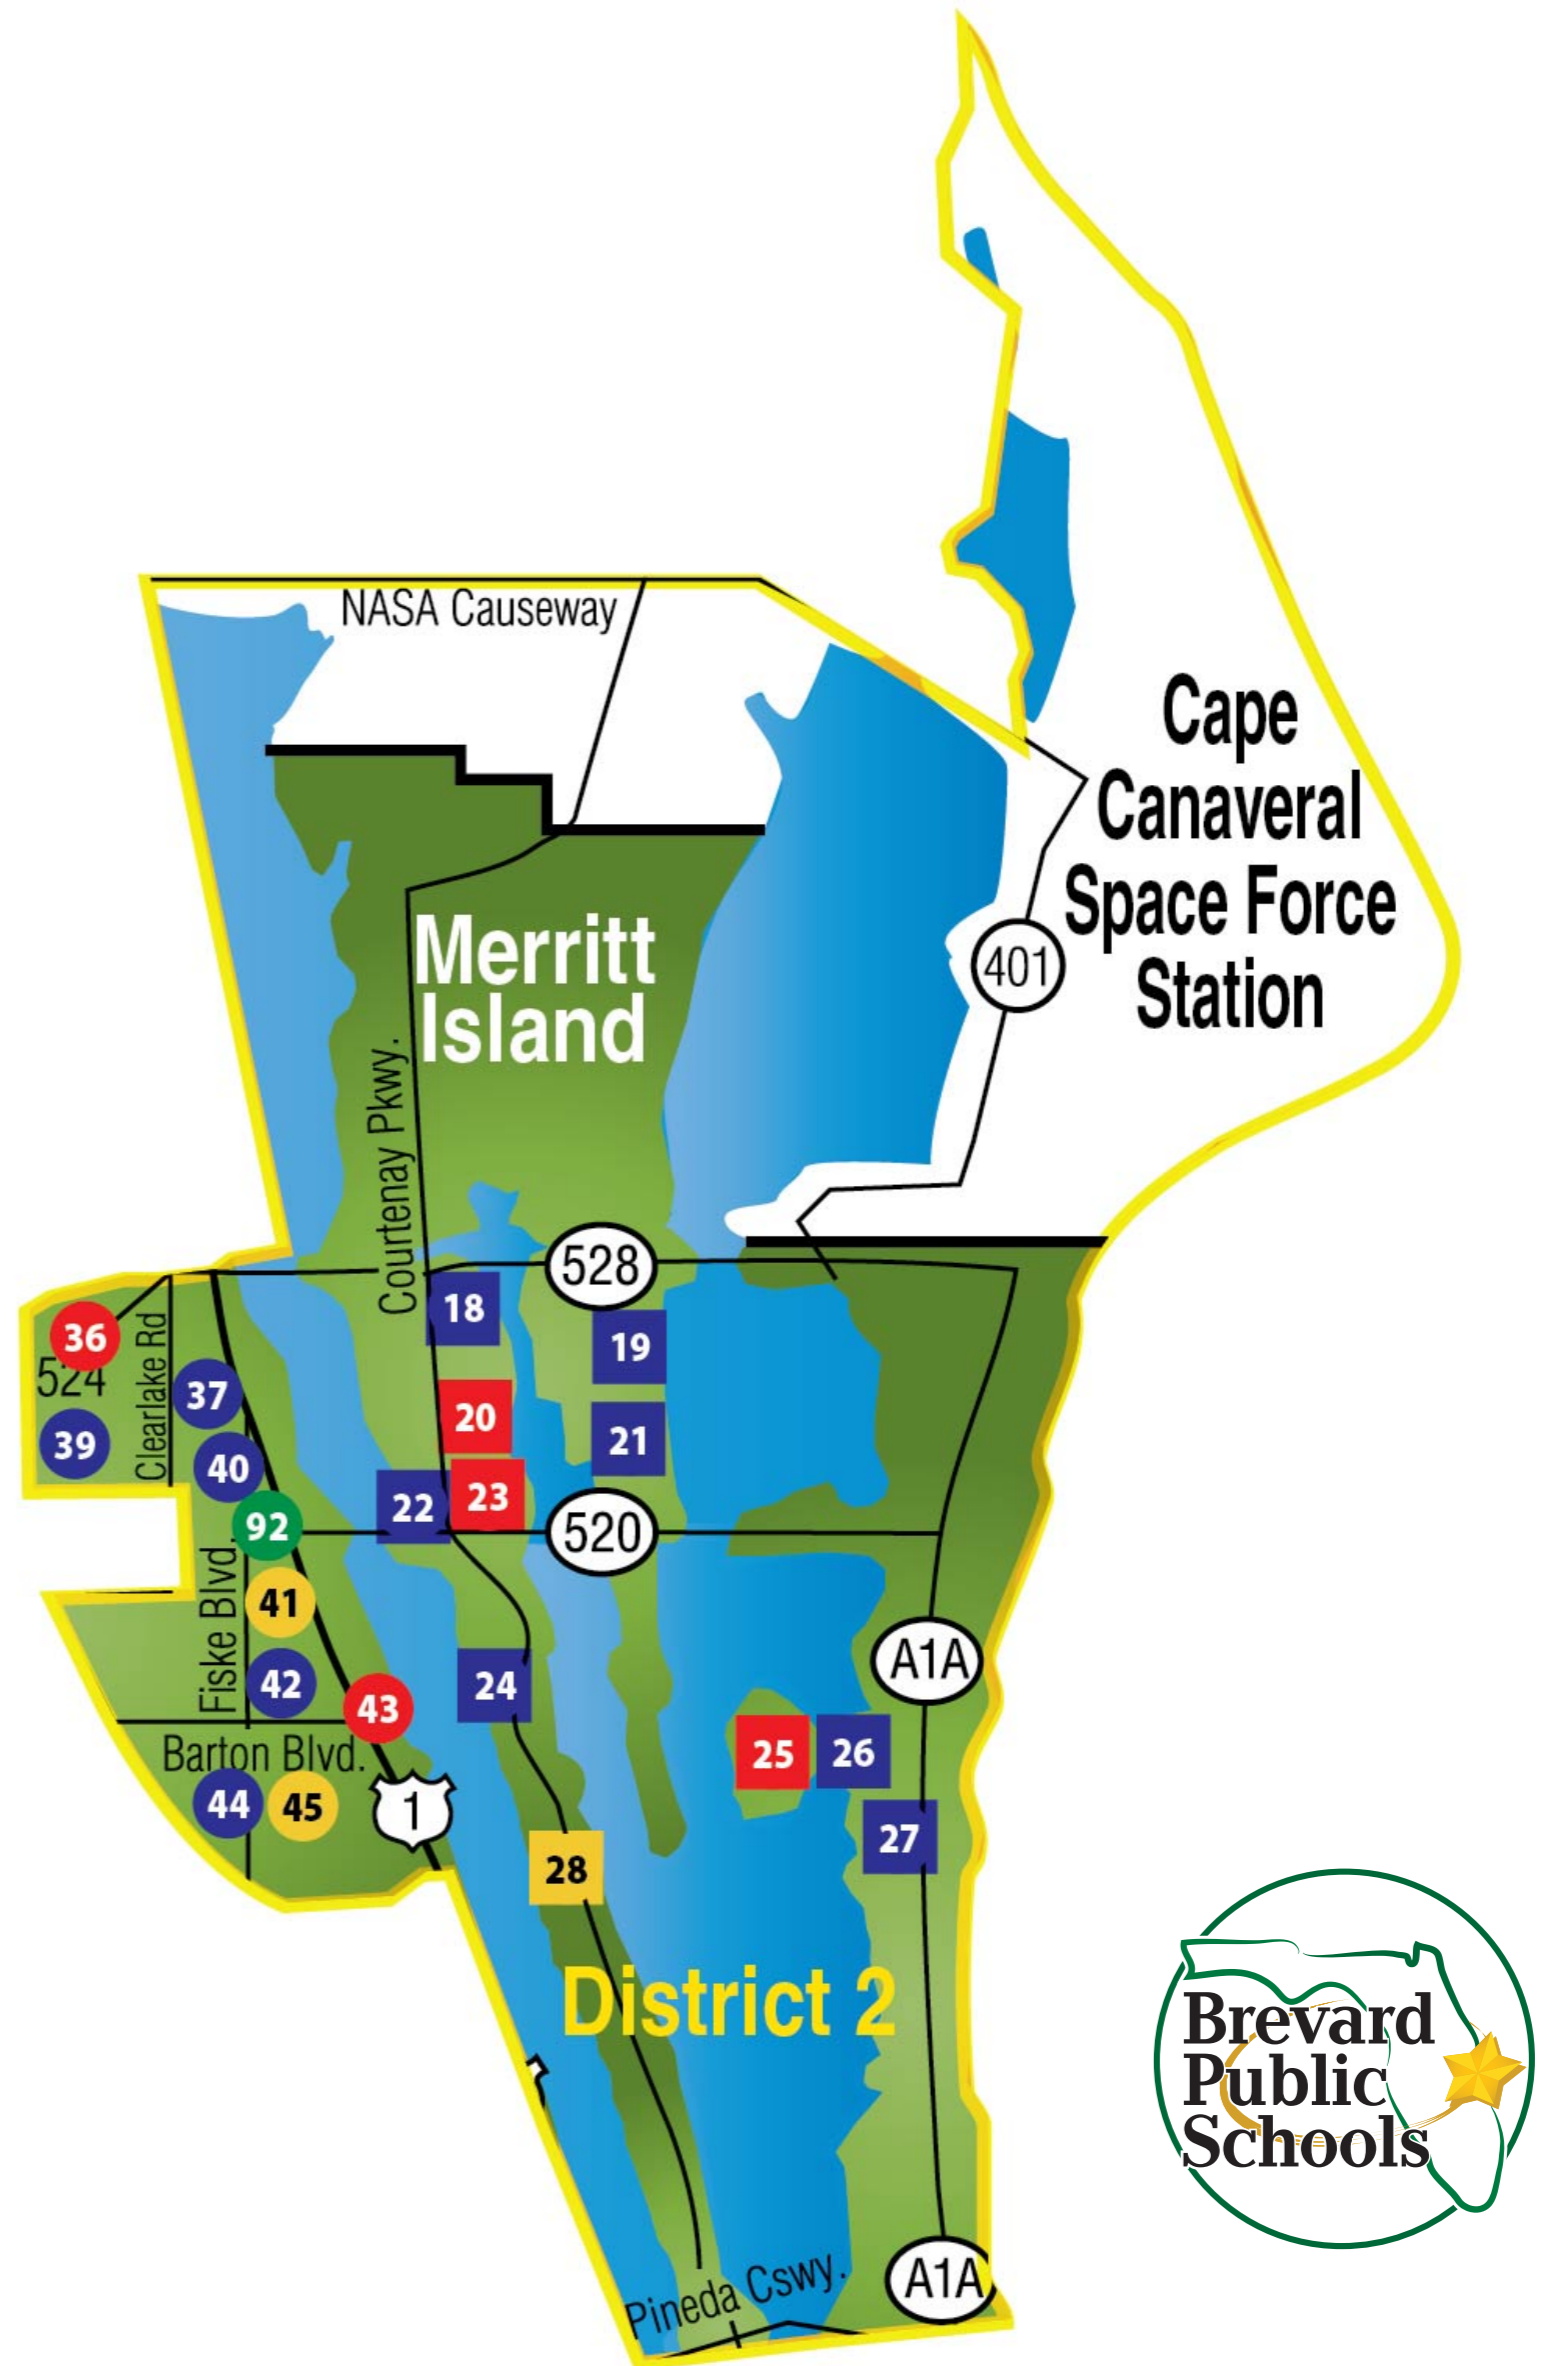 NASA Causeway
Cape
Canaveral
Space Force
Station
Merritt
Island
401
Courtenay Pkwy.
528
18
36
19
524
Clearlake Rd
37
20
39
21
40
22
23
92
520
Fiske Blvd.
41
A1A
42
24
43
Barton Blvd.
25
26
44
45
1
27
28
District 2
Brevard
Public
Schools
A1A
Pineda Cswy.